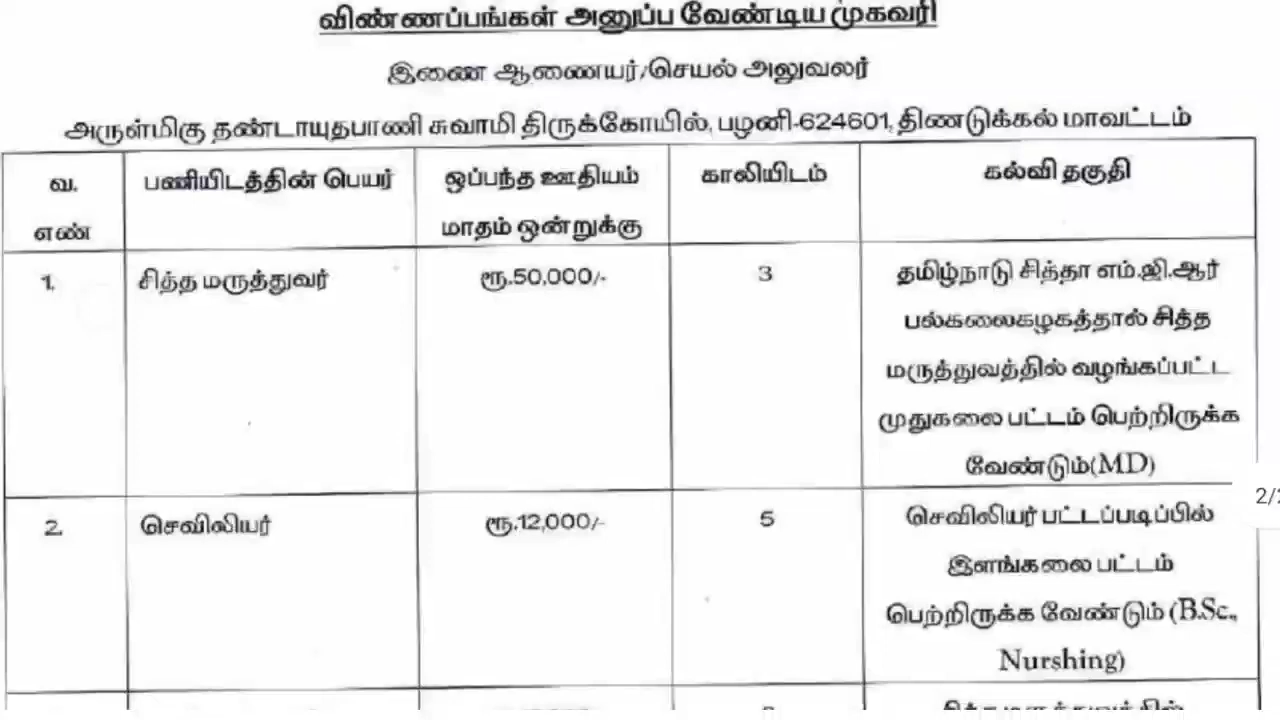 விண்ணப்பங்கள் அனுப்ப வேண்டிய முகவரி
இணை ஆணையர்/செயல் அலுவலர்
அருள்மிகு தண்டாயுதபாணி சுவாமி திருக்கோயில், பழனி-624601, திண்டுக்கல் மாவட்டம்
வ. எண்
பணியிடத்தின் பெயர்
ஒப்பந்த ஊதியம்
மாதம் ஒன்றுக்கு
காலியிடம்
கல்வி தகுதி
1.
சித்த மருத்துவர்
ரூ.50,000/-
3
தமிழ்நாடு சித்தா எம்.ஜி.ஆர்
பல்கலைகழகத்தால் சித்த
மருத்துவத்தில் வழங்கப்பட்ட
முதுகலை பட்டம் பெற்றிருக்க
வேண்டும்(MD)
2.
செவிலியர்
ரூ.12,000/-
5
செவிலியர் பட்டப்படிப்பில்
இளங்கலை பட்டம்
பெற்றிருக்க வேண்டும் (B.Sc.,
Nurshing)
2/2